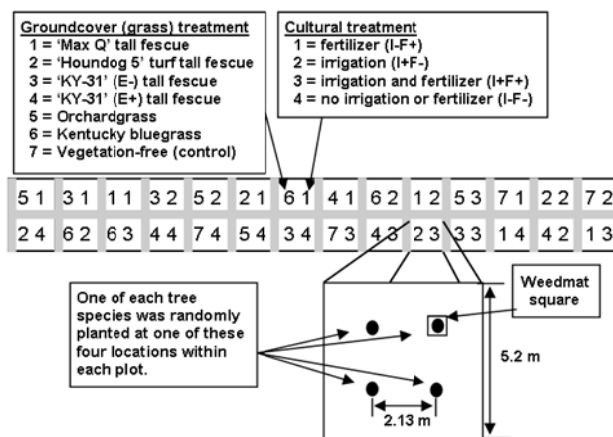 Groundcover (grass) treatment
1 = ‘Max Q’ tall fescue
2 = ‘Houndog 5’ turf tall fescue
3 = ‘KY-31’ (E-) tall fescue
4 = ‘KY-31’ (E+) tall fescue
5 = Orchardgrass
6 = Kentucky bluegrass
7 = Vegetation-free (control)
Cultural treatment
1 = fertilizer (I-F+)
2 = irrigation (I+F-)
3 = irrigation and fertilizer (I+F+)
4 = no irrigation or fertilizer (I-F-)
5 1 3 1 1 1 3 2 5 2 2 1 6 1 4 1 6 2 1 2 5 3 7 1 2 2 7 2
2 4 6 2 6 3 4 4 7 4 5 4 3 4 7 3 4 3 2 3 3 3 1 4 4 2 1 3
One of each tree
species was randomly
planted at one of these
four locations within
each plot.
Weedmat
square
5.2 m
2.13 m